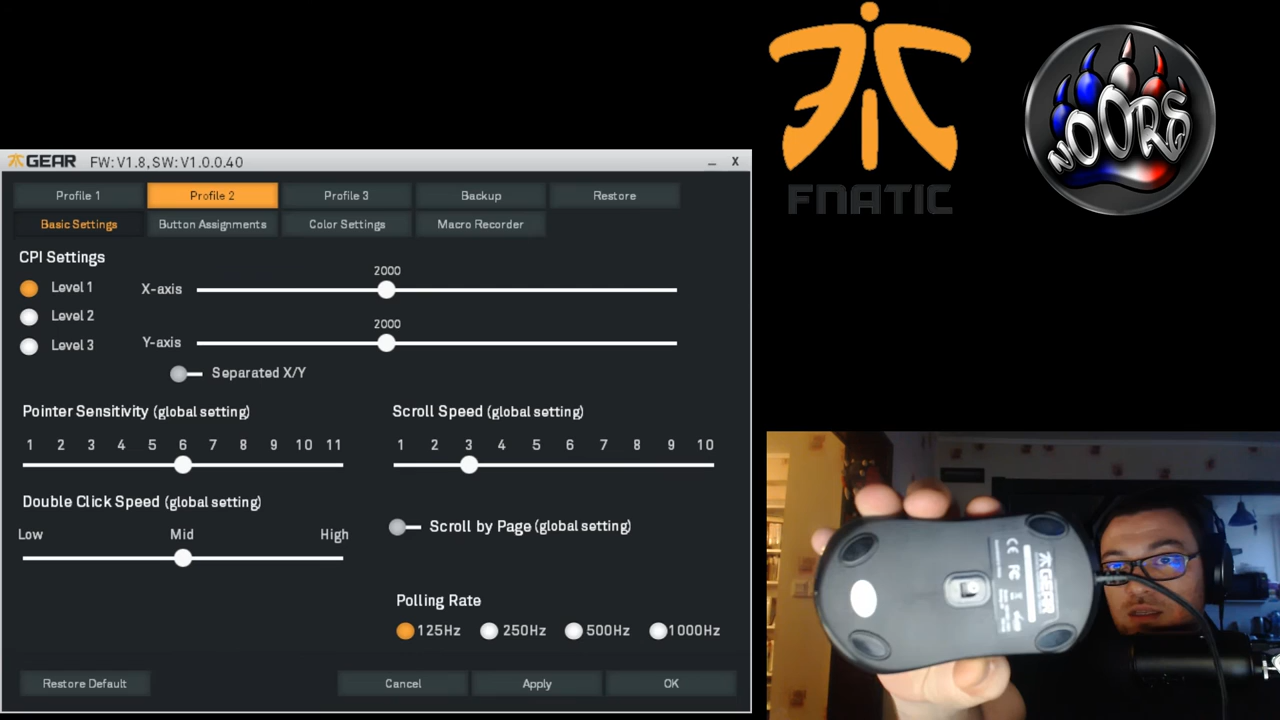 FNATIC
nOORS
GEAR FW: V1.8, SW: V1.0.0.40
Profile 1 Profile 2 Profile 3 Backup Restore
Basic Settings Button Assignments Color Settings Macro Recorder
CPI Settings
2000
Level 1 X-axis
Level 2
2000
Level 3 Y-axis
Separated X/Y
Pointer Sensitivity (global setting) Scroll Speed (global setting)
1 2 3 4 5 6 7 8 9 10 11 1 2 3 4 5 6 7 8 9 10
Double Click Speed (global setting)
Low Mid High
Scroll by Page (global setting)
Polling Rate
125Hz 250Hz 500Hz 1000Hz
Restore Default Cancel Apply OK
GEAR
CE FC